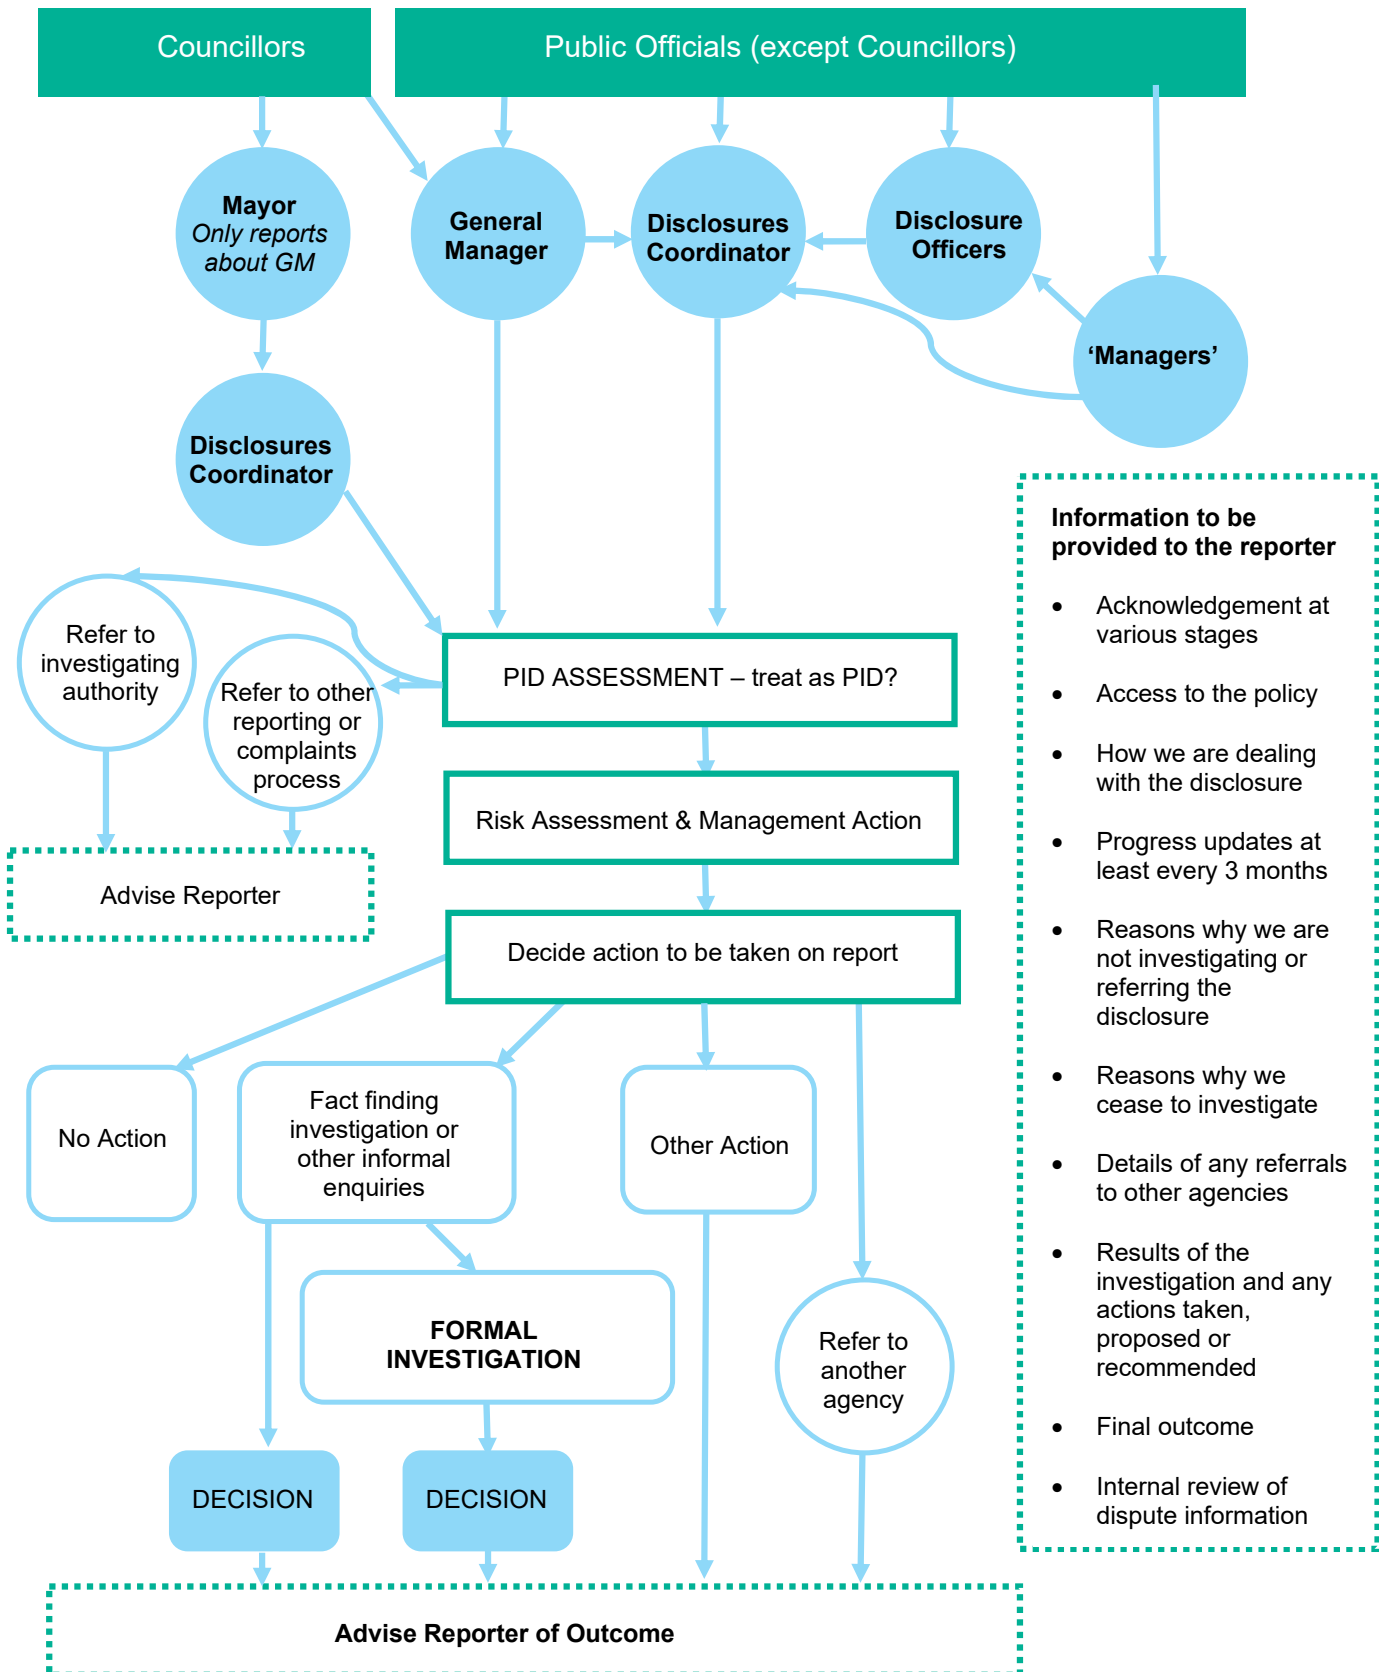 Councillors
Public Officials (except Councillors)
Mayor
Only reports
about GM
General
Manager
Disclosures
Coordinator
Disclosure
Officers
‘Managers’
Disclosures
Coordinator
Refer to
investigating
authority
Refer to other
reporting or
complaints
process
PID ASSESSMENT – treat as PID?
Risk Assessment & Management Action
Advise Reporter
Decide action to be taken on report
No Action
Fact finding
investigation or
other informal
enquiries
Other Action
FORMAL
INVESTIGATION
Refer to
another
agency
DECISION
DECISION
Advise Reporter of Outcome
Information to be
provided to the reporter
• Acknowledgement at
various stages
• Access to the policy
• How we are dealing
with the disclosure
• Progress updates at
least every 3 months
• Reasons why we are
not investigating or
referring the
disclosure
• Reasons why we
cease to investigate
• Details of any referrals
to other agencies
• Results of the
investigation and any
actions taken,
proposed or
recommended
• Final outcome
• Internal review of
dispute information